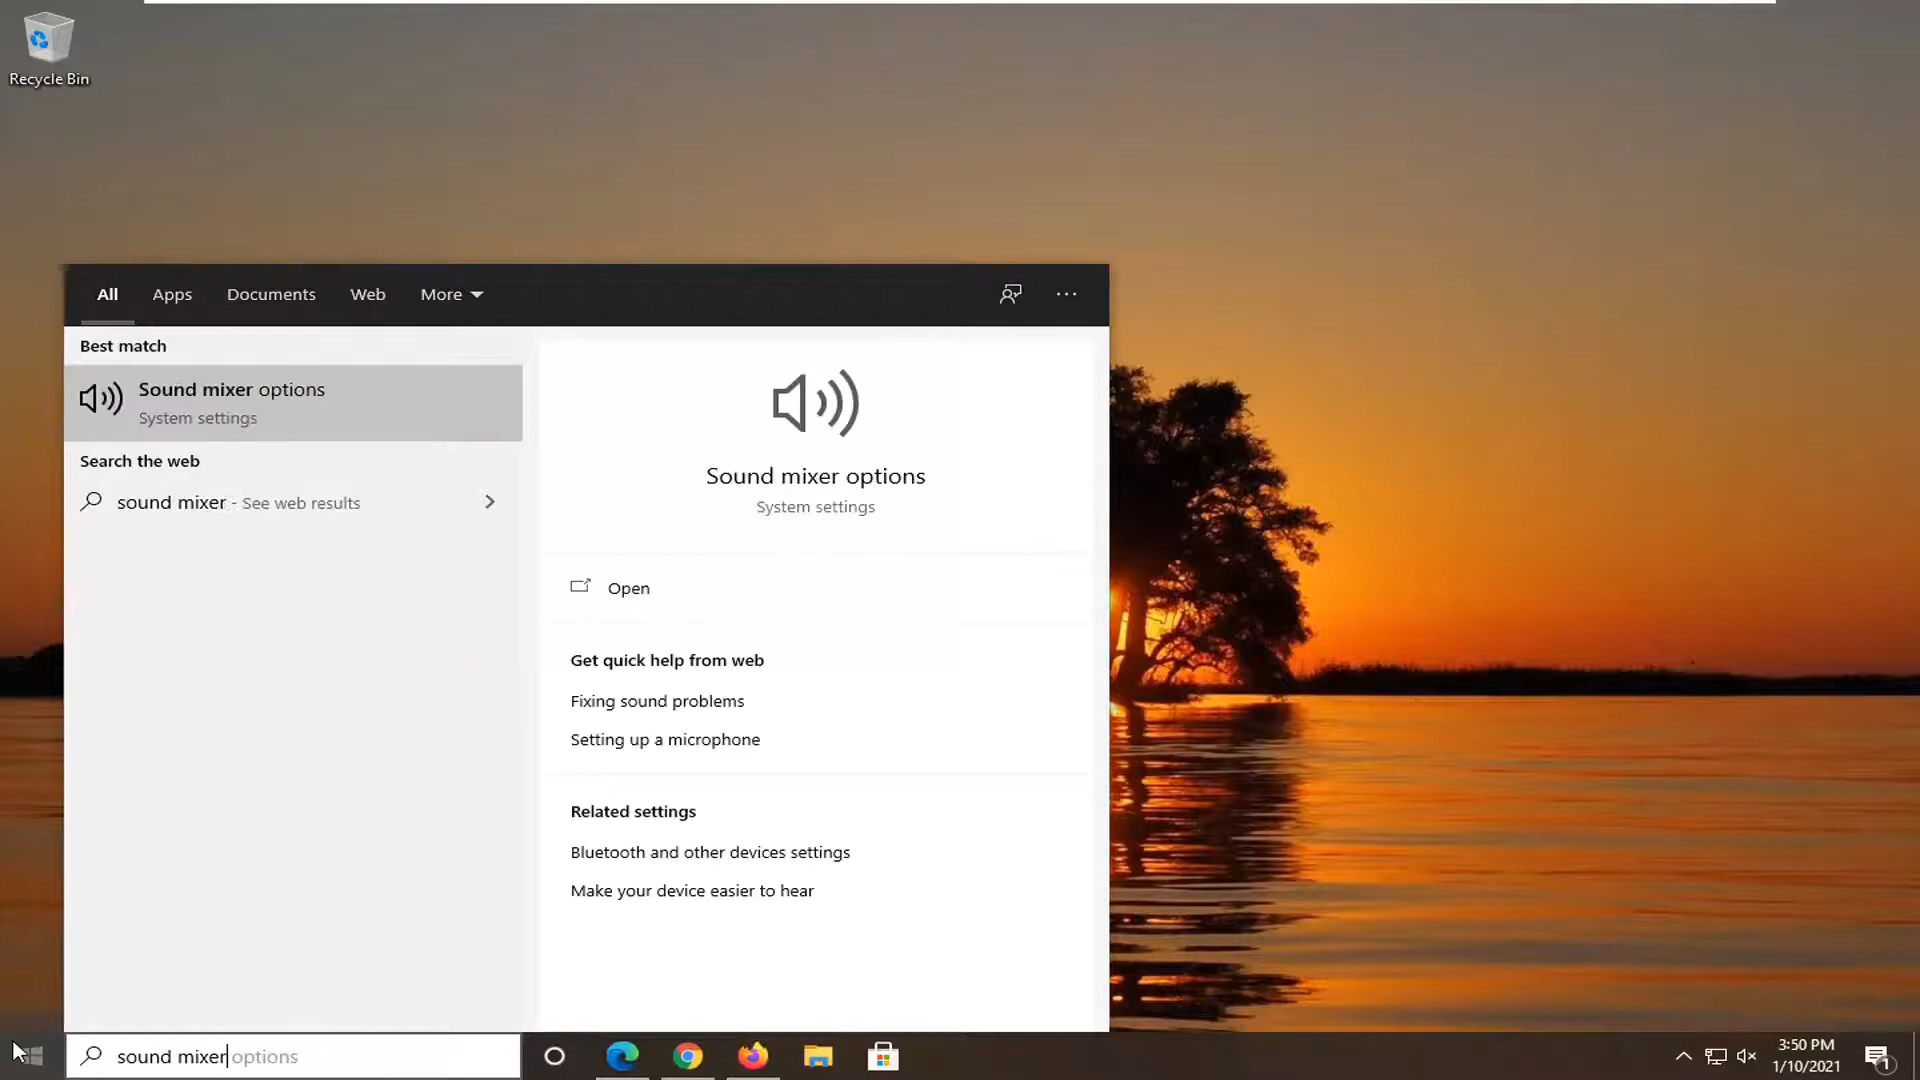 Recycle Bin
All Apps Documents Web More
Best match
Sound mixer options
System settings
Search the web
sound mixer - See web results
Sound mixer options
System settings
Open
Get quick help from web
Fixing sound problems
Setting up a microphone
Related settings
Bluetooth and other devices settings
Make your device easier to hear
sound mixer options
3:50 PM
1/10/2021
1